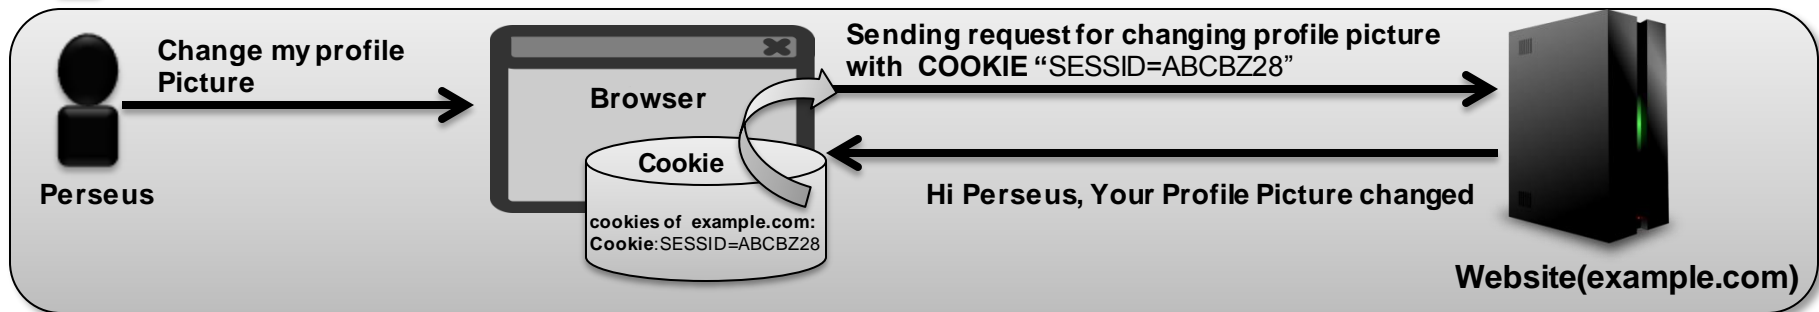 Change my profile
Picture
Perseus
Browser
Cookie
cookies of example.com:
Cookie:SESSID=ABCBZ28
Sending request for changing profile picture
with COOKIE “SESSID=ABCBZ28”
Hi Perseus, Your Profile Picture changed
Website(example.com)